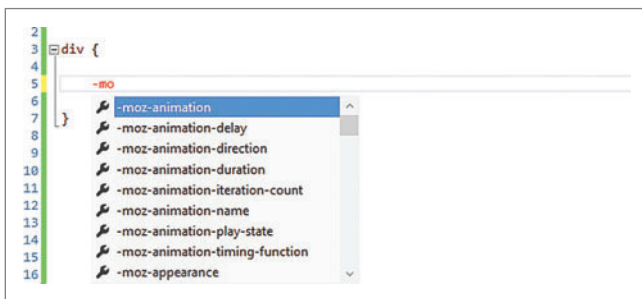 2
3 div {
4
5 -mo
6 -moz-animation
7 } -moz-animation-delay
8 -moz-animation-direction
9 -moz-animation-duration
10 -moz-animation-iteration-count
11 -moz-animation-name
12
13 -moz-animation-play-state
14 -moz-animation-timing-function
15
16 -moz-appearance